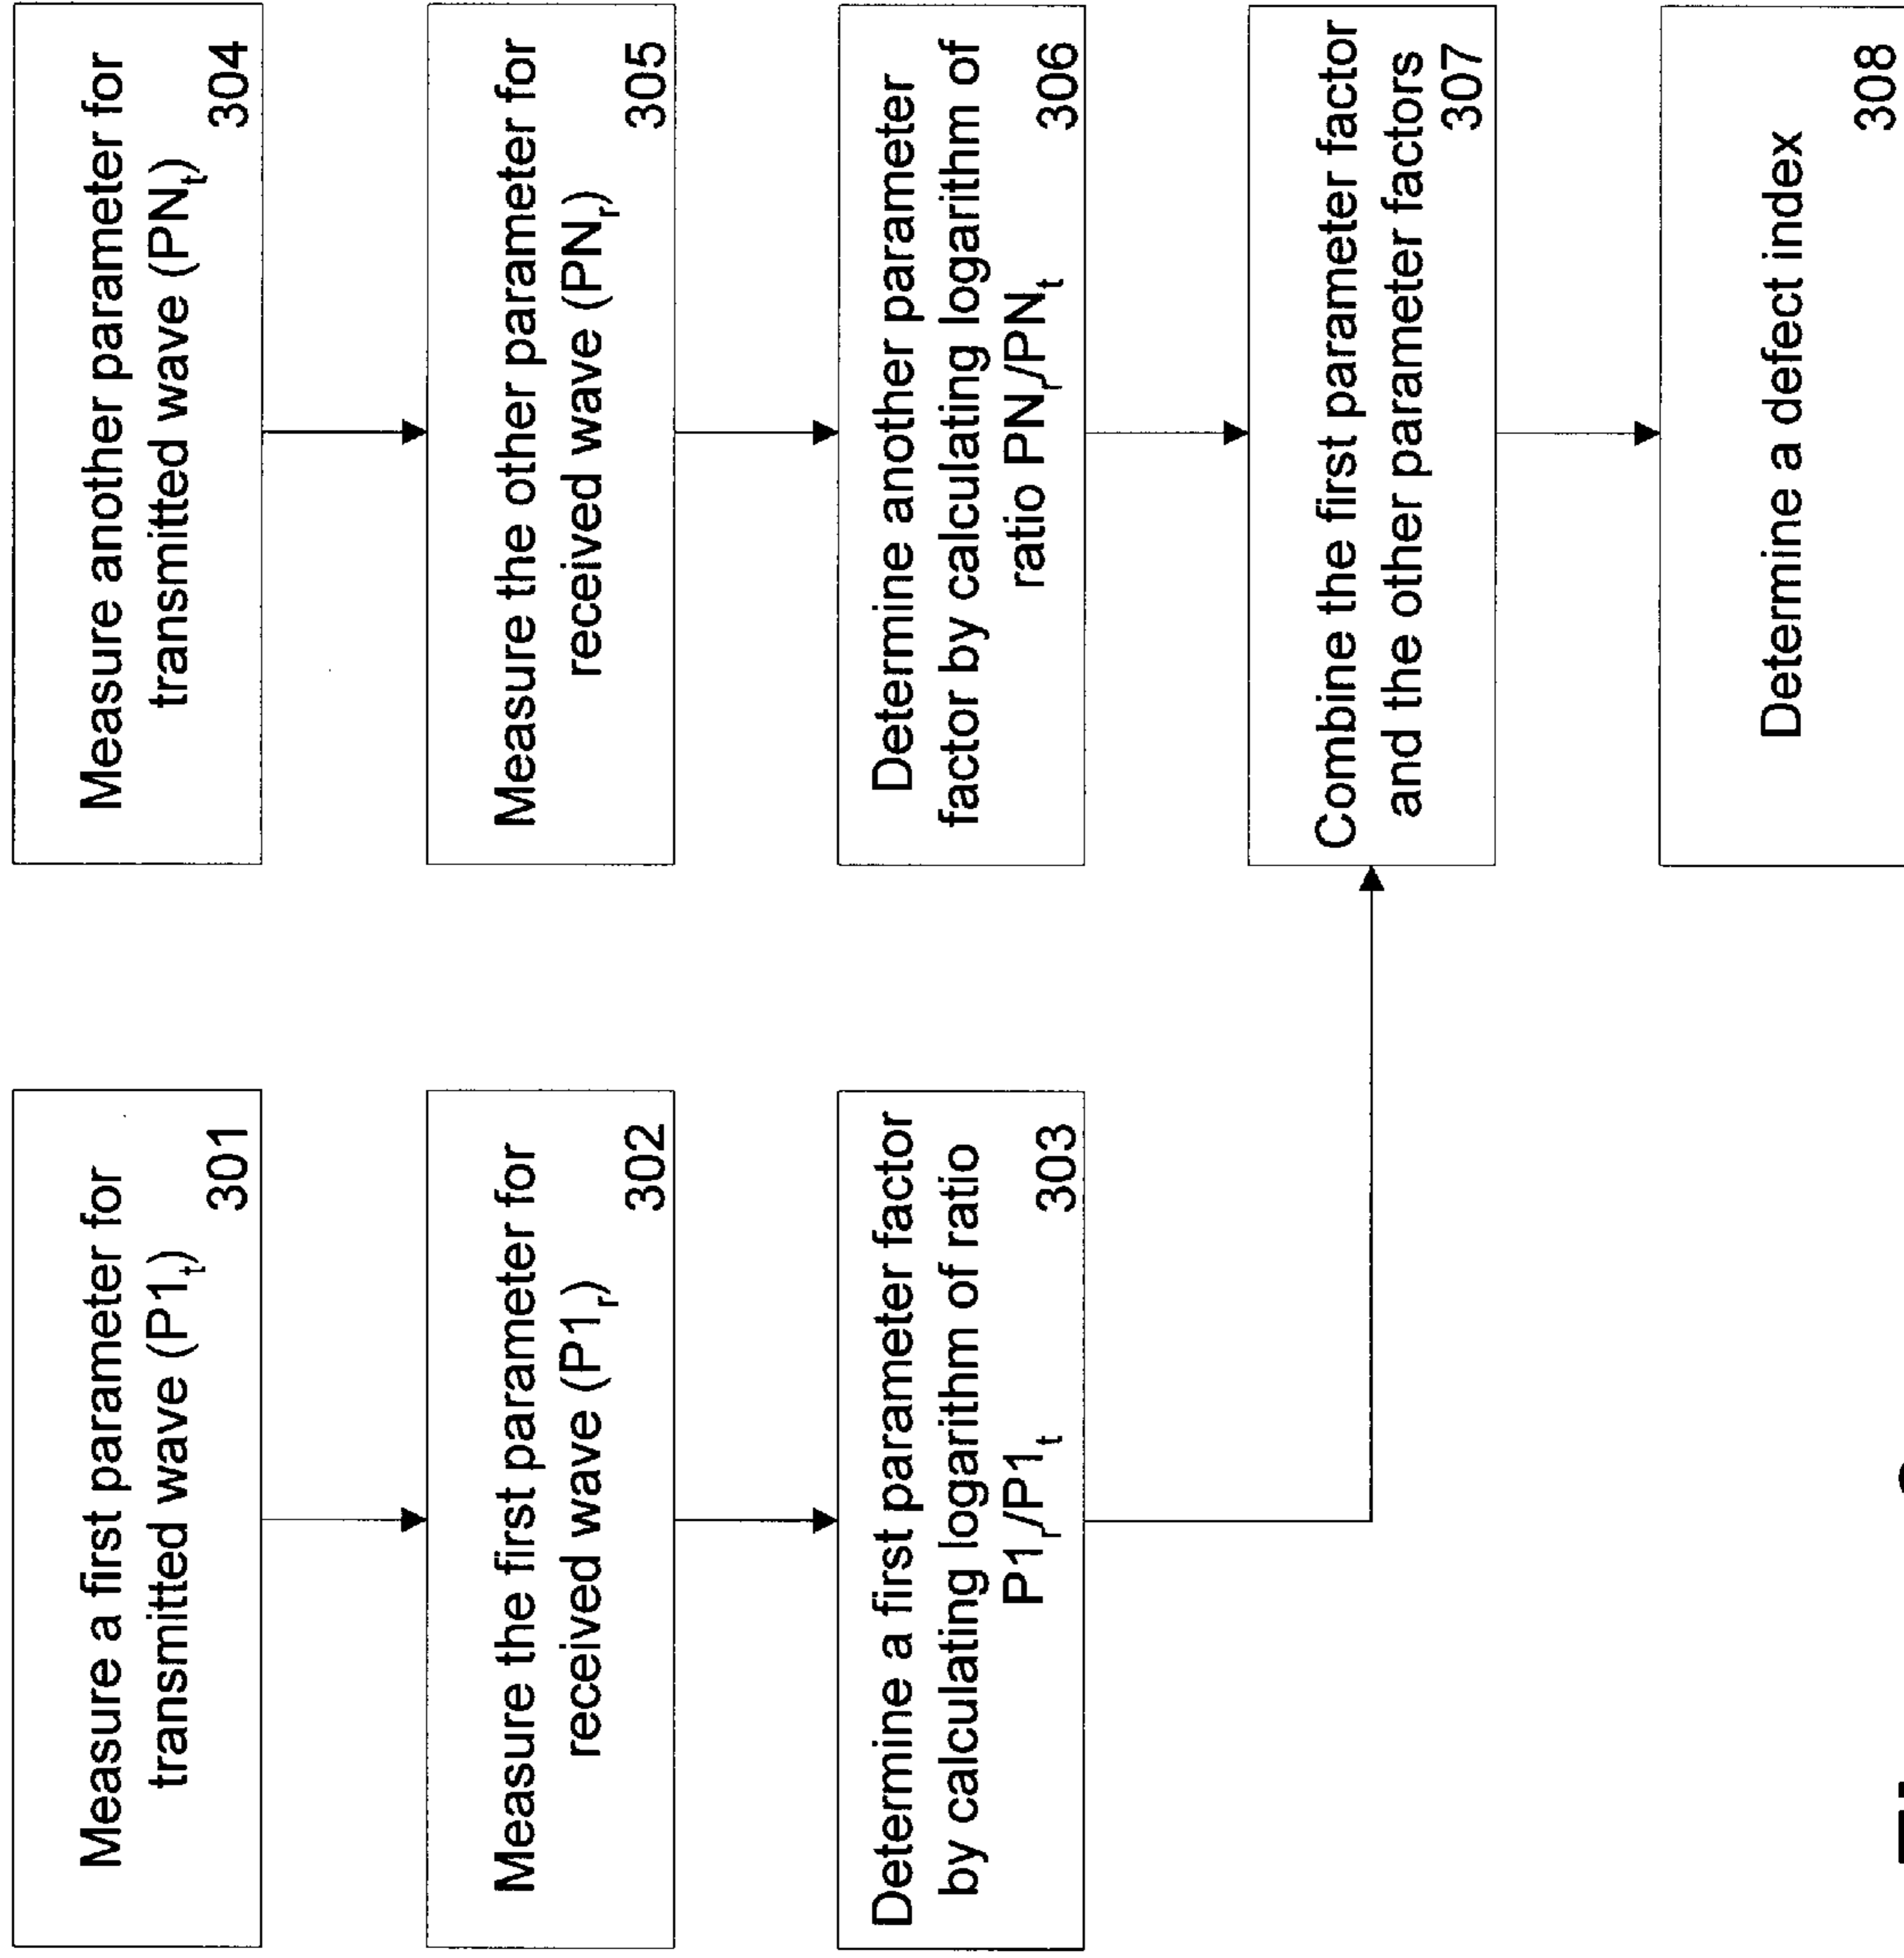 Measure a first parameter for
transmitted wave (P1t)
301
Measure the first parameter for
received wave (P1r)
302
Determine a first parameter factor
by calculating logarithm of ratio
P1r/P1t
303
Measure another parameter for
transmitted wave (PNt)
304
Measure the other parameter for
received wave (PNr)
305
Determine another parameter
factor by calculating logarithm of
ratio PNr/PNt
306
Combine the first parameter factor
and the other parameter factors
307
Determine a defect index
308